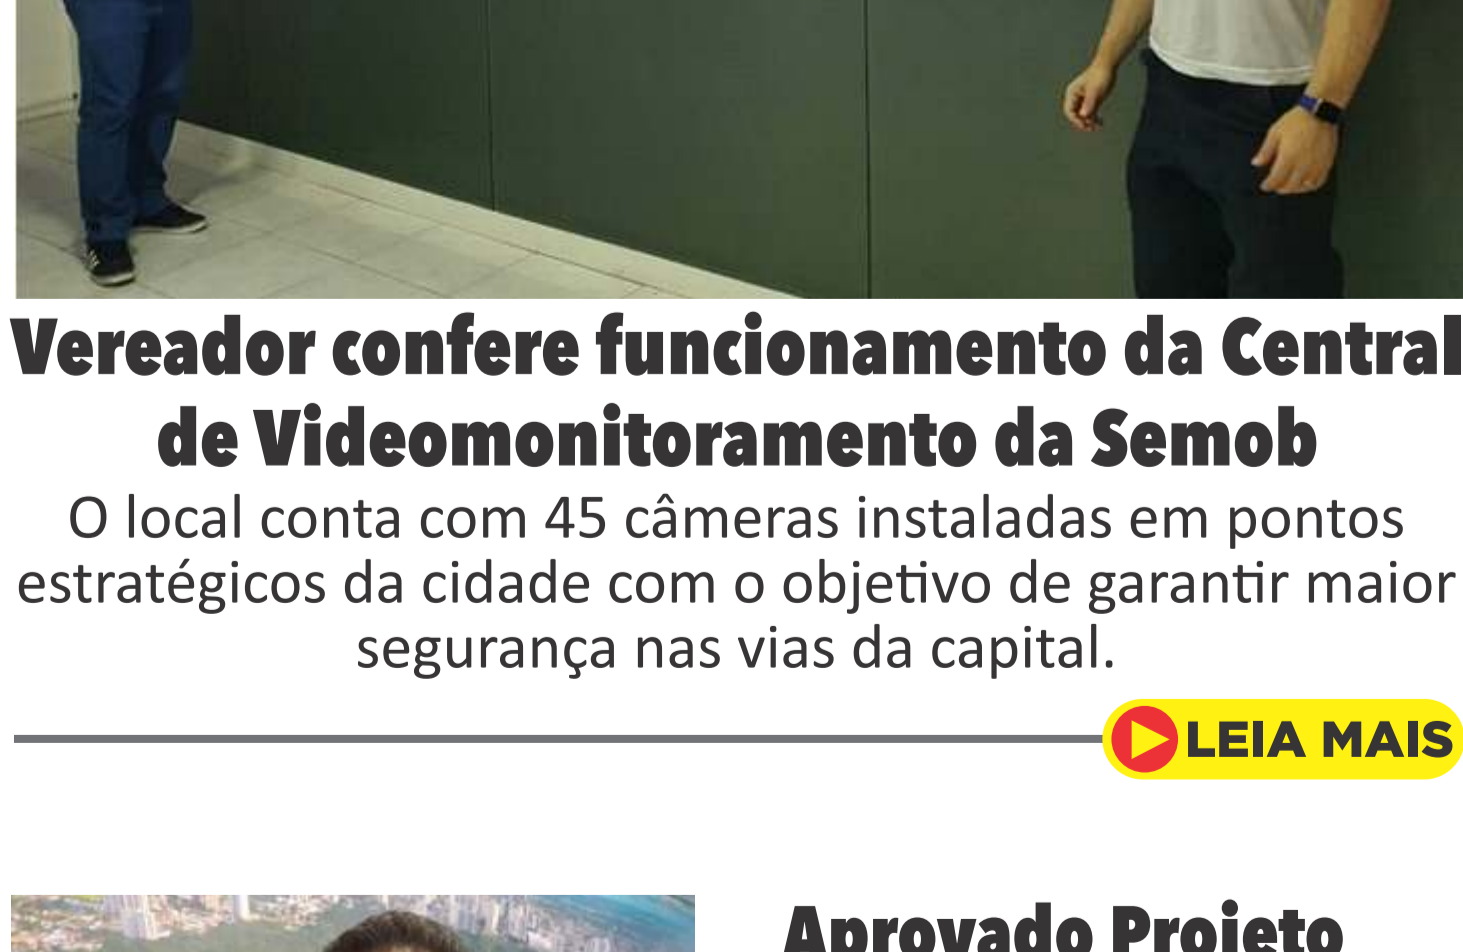 Vereador confere funcionamento da Central
de Videomonitoramento da Semob
O local conta com 45 câmeras instaladas em pontos
estratégicos da cidade com o objetivo de garantir maior
segurança nas vias da capital.
LEIA MAIS
Aprovado Projeto